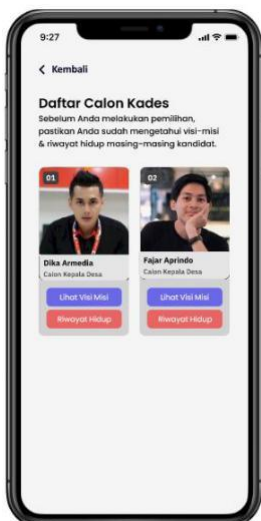 9:27
Kembali
Daftar Calon Kades
Sebelum Anda melakukan pemilihan,
pastikan Anda sudah mengetahui visi-misi
& riwayat hidup masing-masing kandidat.
01
Dika Armedia
Calon Kepala Desa
Lihat Visi Misi
Riwayat Hidup
02
Fajar Aprindo
Calon Kepala Desa
Lihat Visi Misi
Riwayat Hidup